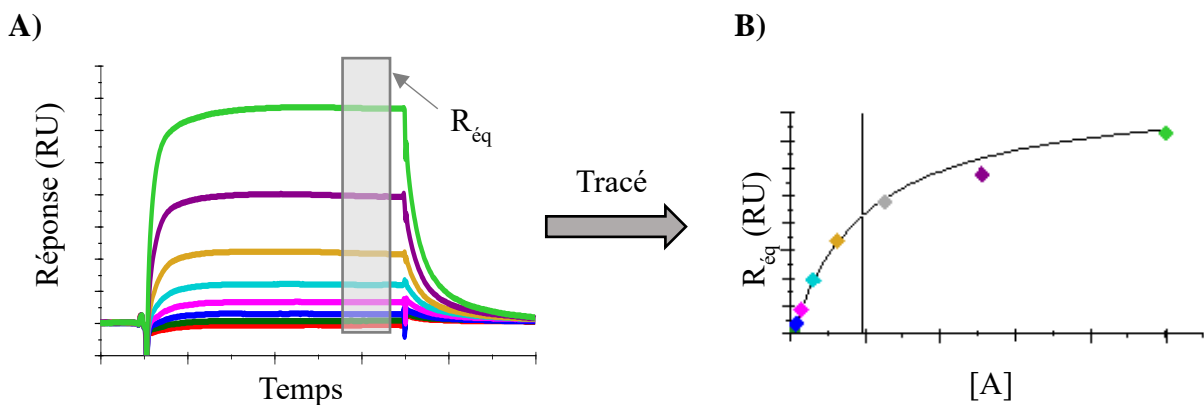 A)
B)
Réponse (RU)
Réq
Temps
Tracé
Réq (RU)
[A]